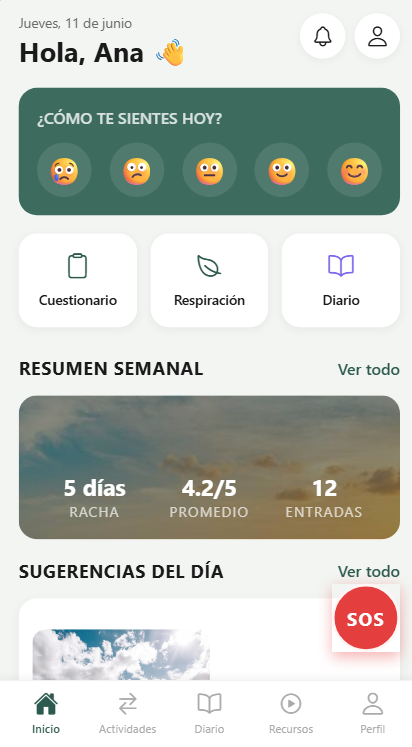 Jueves, 11 de junio
Hola, Ana 👋
¿CÓMO TE SIENTES HOY?
Cuestionario
Respiración
Diario
RESUMEN SEMANAL
Ver todo
5 días
4.2/5
12
RACHA
PROMEDIO
ENTRADAS
SUGERENCIAS DEL DÍA
Ver todo
SOS
Inicio
Actividades
Diario
Recursos
Perfil